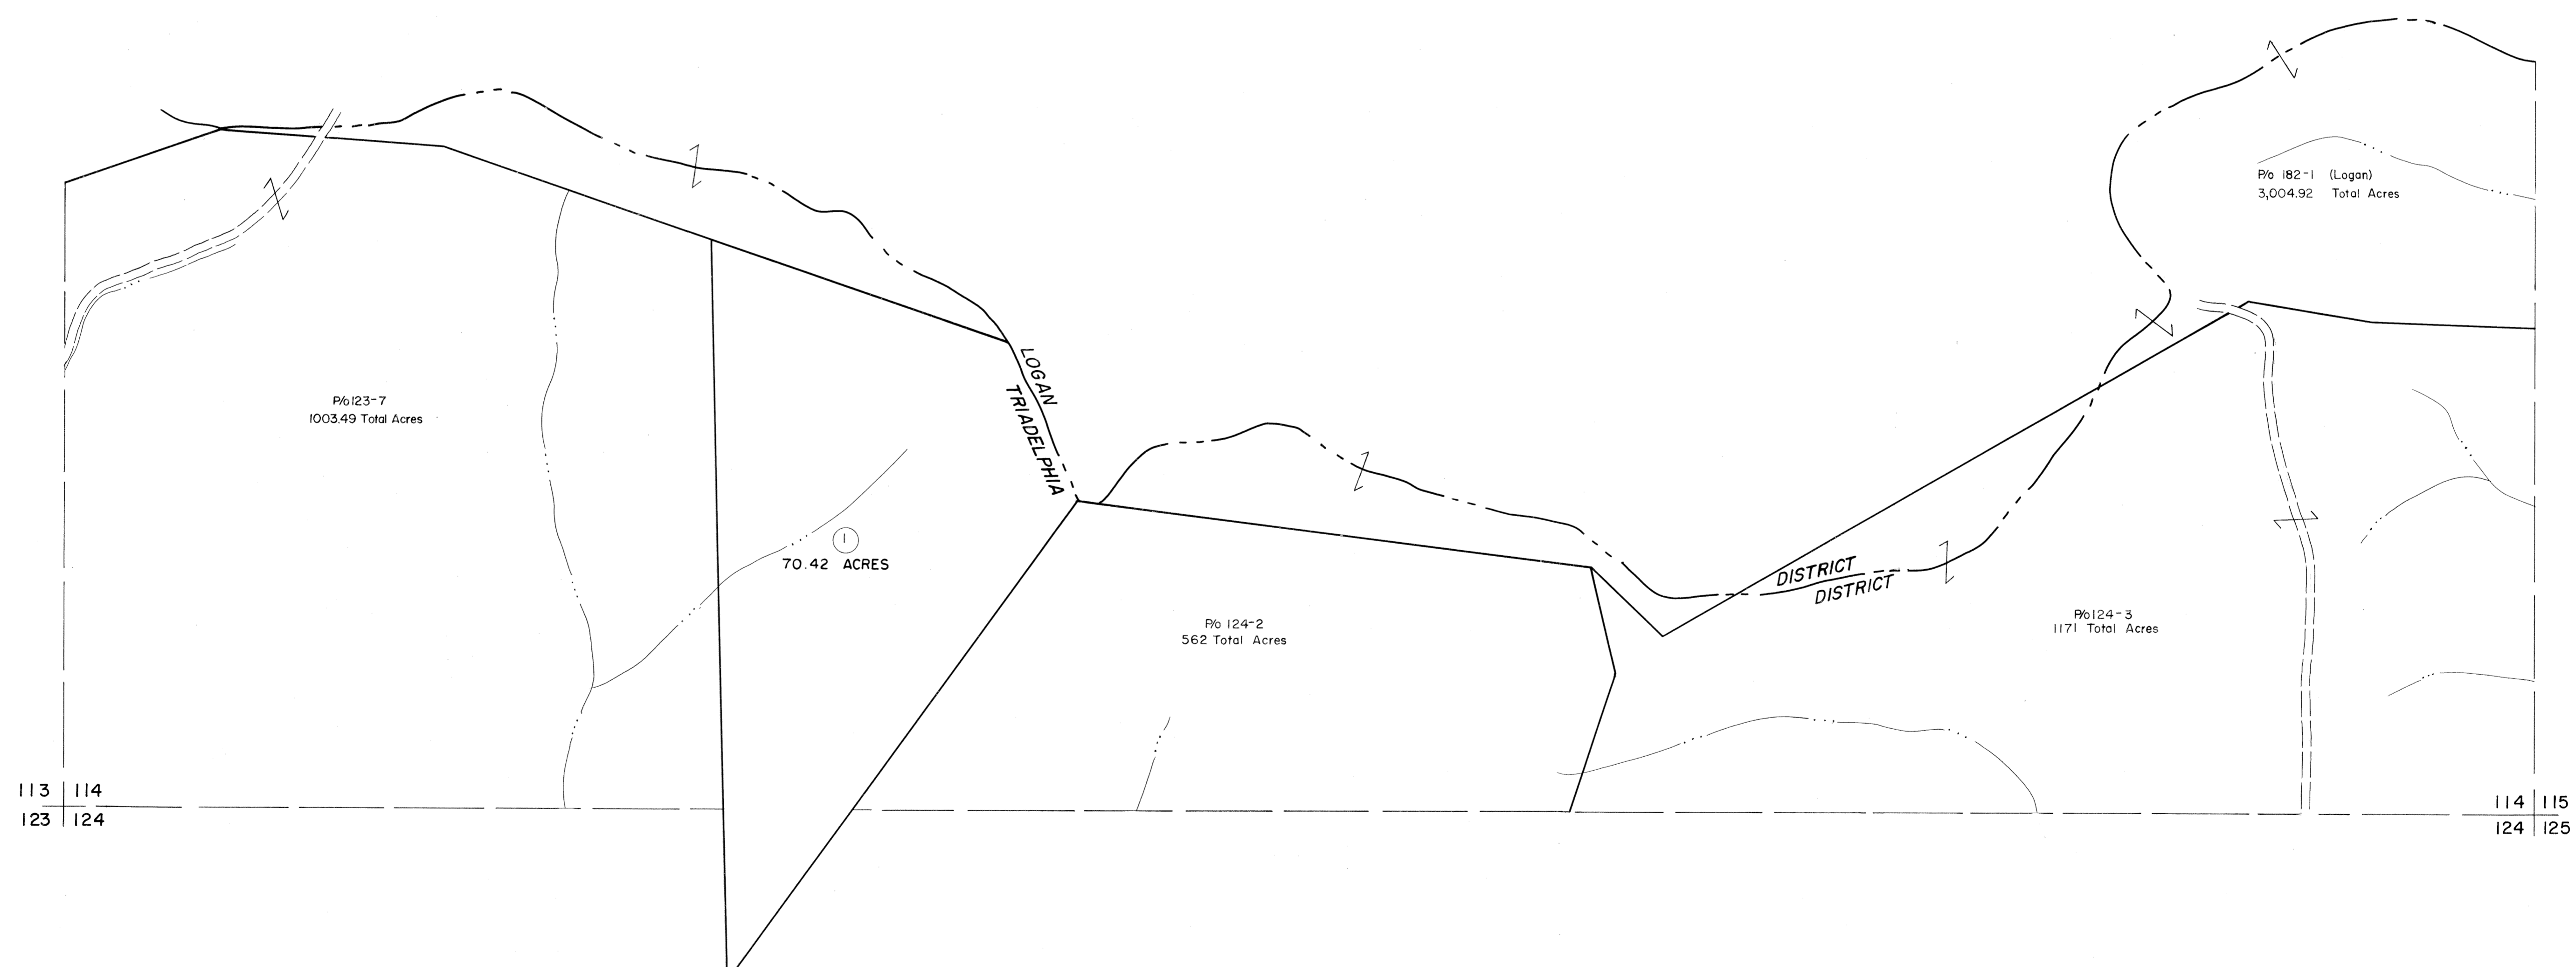 P/o 182-1 (Logan)
3,004.92 Total Acres
LOGAN
TRIADELPHIA
P/o 123-7
1003.49 Total Acres
1
70.42 ACRES
DISTRICT
DISTRICT
P/o 124-2
562 Total Acres
P/o 124-3
1171 Total Acres
113 114
123 124
114 115
124 125